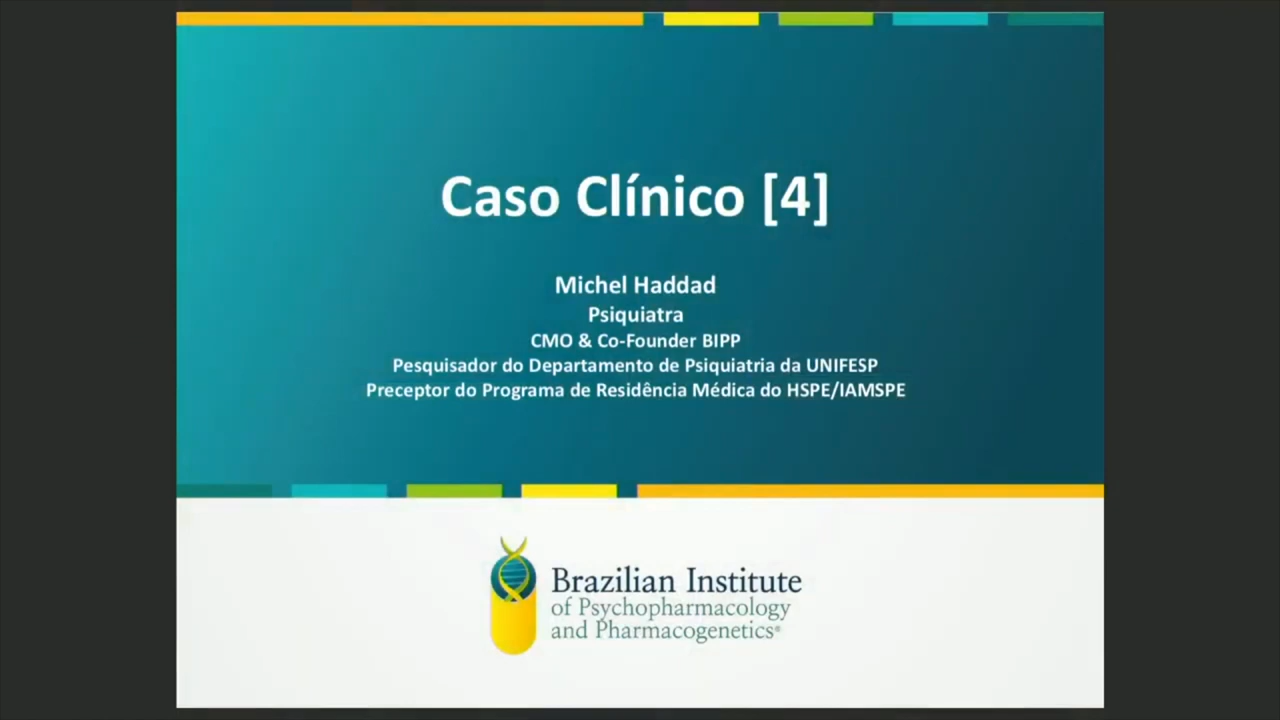 Caso Clínico [4]
Michel Haddad
Psiquiatra
CMO & Co-Founder BIPP
Pesquisador do Departamento de Psiquiatria da UNIFESP
Preceptor do Programa de Residência Médica do HSPE/IAMSPE
Brazilian Institute
of Psychopharmacology
and Pharmacogenetics®